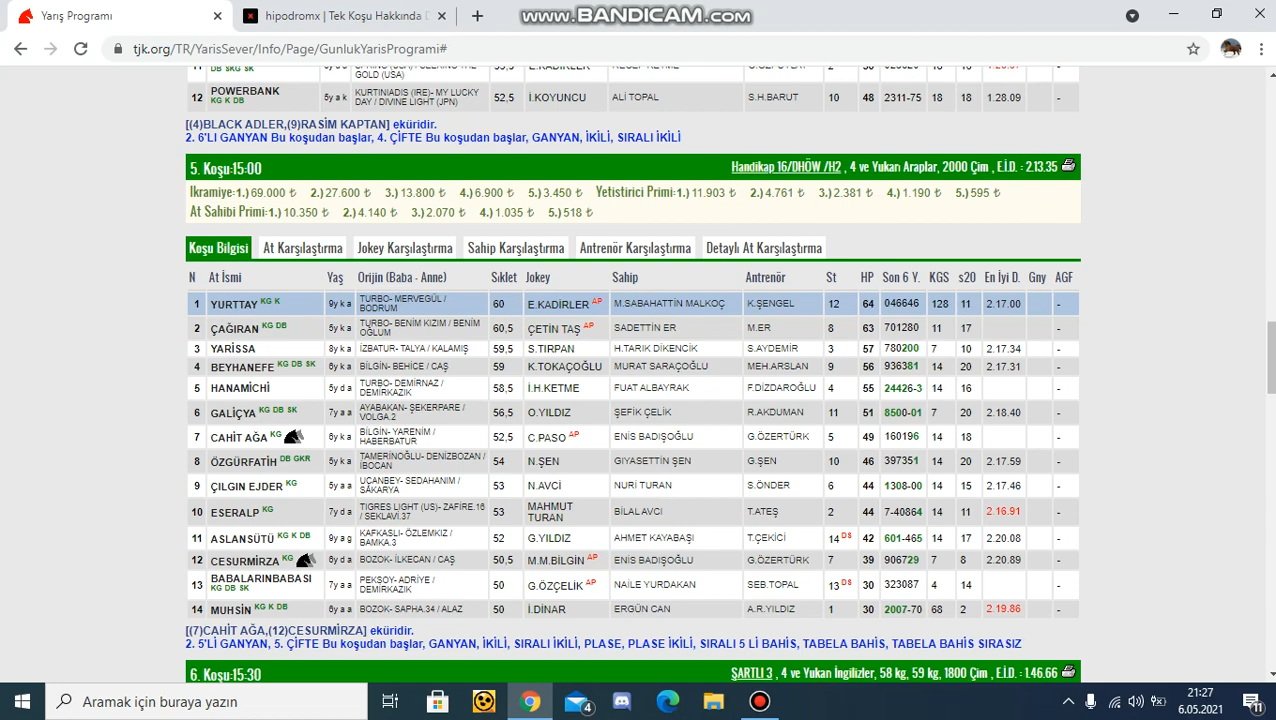 Yarış Programı
hipodromx | Tek Koşu Hakkında D
www.BANDICAM.com
tjk.org/TR/YarisSever/Info/Page/GunlukYarisProgrami#
GOLD (USA)
12 POWERBANK KG K DB 5y a k KURTINIADIS (IRE)- MY LUCKY DAY / DIVINE LIGHT (JPN) 52,5 İ.KOYUNCU ALİ TOPAL S.H.BARUT 10 48 2311-75 18 18 1.28.09 -
[(4)BLACK ADLER,(9)RASİM KAPTAN] eküridir.
2. 6'LI GANYAN Bu koşudan başlar, 4. ÇİFTE Bu koşudan başlar, GANYAN, İKİLİ, SIRALI İKİLİ
5. Koşu:15:00 Handikap 16/DHÖW /H2 , 4 ve Yukarı Araplar, 2000 Çim , E.İ.D. : 2.13.35
Ikramiye:1.) 69.000 ₺ 2.) 27.600 ₺ 3.) 13.800 ₺ 4.) 6.900 ₺ 5.) 3.450 ₺ Yetistirici Primi:1.) 11.903 ₺ 2.) 4.761 ₺ 3.) 2.381 ₺ 4.) 1.190 ₺ 5.) 595 ₺
At Sahibi Primi:1.) 10.350 ₺ 2.) 4.140 ₺ 3.) 2.070 ₺ 4.) 1.035 ₺ 5.) 518 ₺
Koşu Bilgisi At Karşılaştırma Jokey Karşılaştırma Sahip Karşılaştırma Antrenör Karşılaştırma Detaylı At Karşılaştırma
N At İsmi Yaş Orijin (Baba - Anne) Sıklet Jokey Sahip Antrenör St HP Son 6 Y. KGS s20 En İyi D. Gny AGF
1 YURTTAY KG K 9y k a TURBO- MERVEGÜL / BODRUM 60 E.KADİRLER AP M.SABAHATTİN MALKOÇ K.ŞENGEL 12 64 046646 128 11 2.17.00 -
2 ÇAĞIRAN KG DB 5y k a TURBO- BENİM KIZIM / BENİM OĞLUM 60,5 ÇETİN TAŞ AP SADETTİN ER M.ER 8 63 701280 11 17 -
3 YARİSSA 8y k a İZBATUR- TALYA / KALAMIŞ 59,5 S.TIRPAN H.TARIK DİKENCİK S.AYDEMİR 3 57 780200 7 10 2.17.34 -
4 BEYHANEFE KG DB SK 6y k a BİLGİN- BEHİCE / CAŞ 59 K.TOKAÇOĞLU MURAT SARAÇOĞLU MEH.ARSLAN 9 56 936381 14 20 2.17.31 -
5 HANAMİCHİ 5y d a TURBO- DEMİRNAZ / DEMİRKAZIK 58,5 İ.H.KETME FUAT ALBAYRAK F.DİZDAROĞLU 4 55 24426-3 14 16 -
6 GALİÇYA KG DB SK 7y a a AYABAKAN- ŞEKERPARE / VOLGA.2 56,5 O.YILDIZ ŞEFİK ÇELİK R.AKDUMAN 11 51 8500-01 7 20 2.18.40 -
7 CAHİT AĞA KG 6y k a BİLGİN- YARENİM / HABERBATUR 52,5 C.PASO AP ENİS BADIŞOĞLU G.ÖZERTÜRK 5 49 160196 14 18 -
8 ÖZGÜRFATİH DB GKR 5y k a TAMERİNOĞLU- DENİZBOZAN / İBOCAN 54 N.ŞEN GIYASETTİN ŞEN G.ŞEN 10 46 397351 14 20 2.17.59 -
9 ÇILGIN EJDER KG 5y a a UCANBEY- SEDAHANIM / SAKARYA 53 N.AVCİ NURİ TURAN S.ÖNDER 6 44 1308-00 14 15 2.17.46 -
10 ESERALP KG 7y d a TIGRES LIGHT (US)- ZAFİRE.16 / SEKLAVİ.37 53 MAHMUT TURAN BİLAL AVCI T.ATEŞ 2 44 7-40864 14 11 2.16.91 -
11 ASLANSÜTÜ KG K DB 9y a g KAFKASLI- ÖZLEMKIZ / BAMKA.3 52 G.YILDIZ AHMET KAYABAŞI T.ÇEKİCİ 14 DS 42 601-465 14 17 2.20.08 -
12 CESURMİRZA KG 6y d a BOZOK- İLKECAN / CAŞ 50,5 M.M.BİLGİN AP ENİS BADIŞOĞLU G.ÖZERTÜRK 7 39 906729 7 8 2.20.89 -
13 BABALARINBABASI KG DB SK 7y a a PEKSOY- ADRİYE / DEMİRKAZIK 50 G.ÖZÇELİK AP NAİLE YURDAKAN SEB.TOPAL 13 DS 30 323087 4 14 -
14 MUHSİN KG K DB 6y a a BOZOK- SAPHA.34 / ALAZ 50 İ.DİNAR ERGÜN CAN A.R.YILDIZ 1 30 2007-70 68 2 2.19.86 -
[(7)CAHİT AĞA,(12)CESURMİRZA] eküridir.
2. 5'Lİ GANYAN, 5. ÇİFTE Bu koşudan başlar, GANYAN, İKİLİ, SIRALI İKİLİ, PLASE, PLASE İKİLİ, SIRALI 5 Lİ BAHİS, TABELA BAHİS, TABELA BAHİS SIRASIZ
6. Koşu:15:30 ŞARTLI 3 , 4 ve Yukarı İngilizler, 58 kg, 59 kg, 1800 Çim , E.İ.D. : 1.46.66
Aramak için buraya yazın
4
21:27
6.05.2021
11